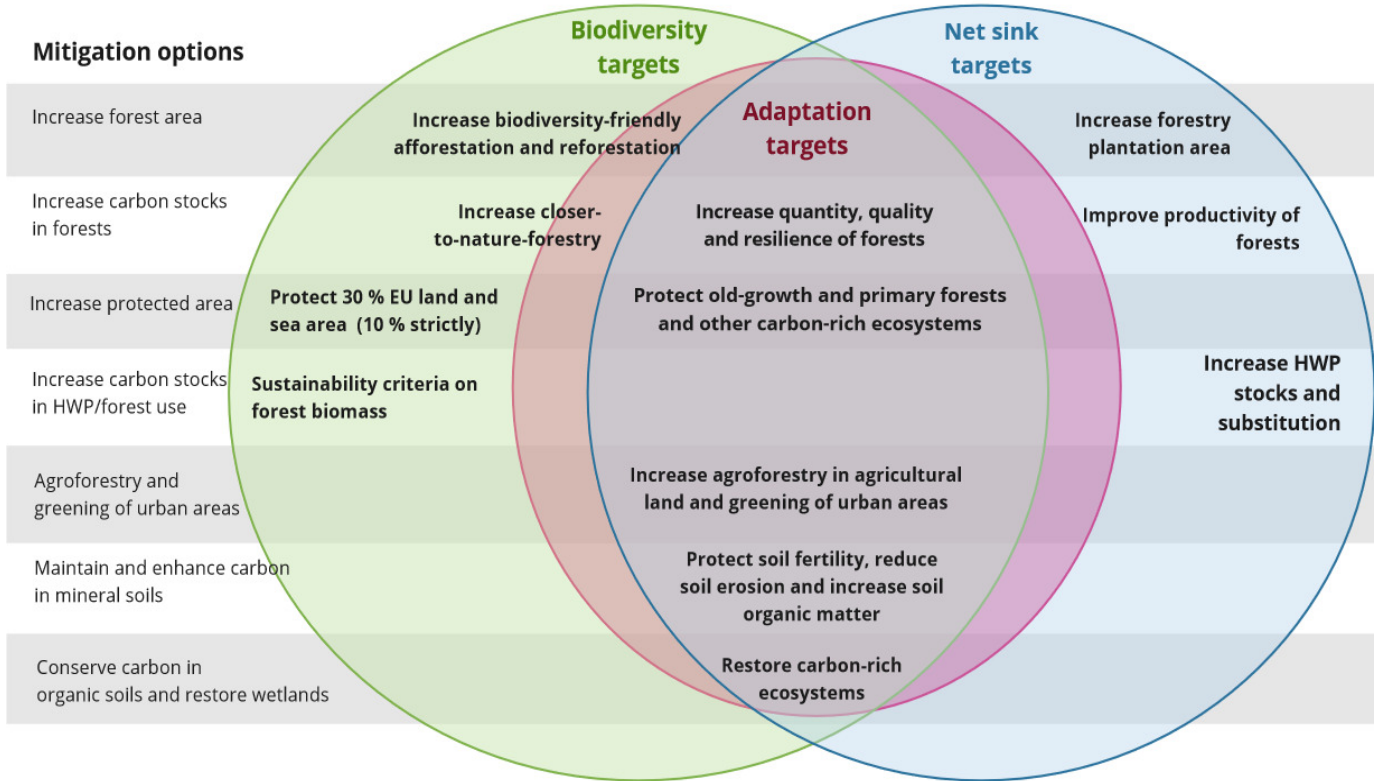 Biodiversity
targets
Net sink
targets
Mitigation options
Adaptation
targets
Increase forest area
Increase biodiversity-friendly
afforestation and reforestation
Increase forestry
plantation area
Increase carbon stocks
in forests
Increase closer-
to-nature-forestry
Increase quantity, quality
and resilience of forests
Improve productivity of
forests
Increase protected area
Protect 30 % EU land and
sea area (10 % strictly)
Protect old-growth and primary forests
and other carbon-rich ecosystems
Increase carbon stocks
in HWP/forest use
Sustainability criteria on
forest biomass
Increase HWP
stocks and
substitution
Agroforestry and
greening of urban areas
Increase agroforestry in agricultural
land and greening of urban areas
Maintain and enhance carbon
in mineral soils
Protect soil fertility, reduce
soil erosion and increase soil
organic matter
Conserve carbon in
organic soils and restore wetlands
Restore carbon-rich
ecosystems